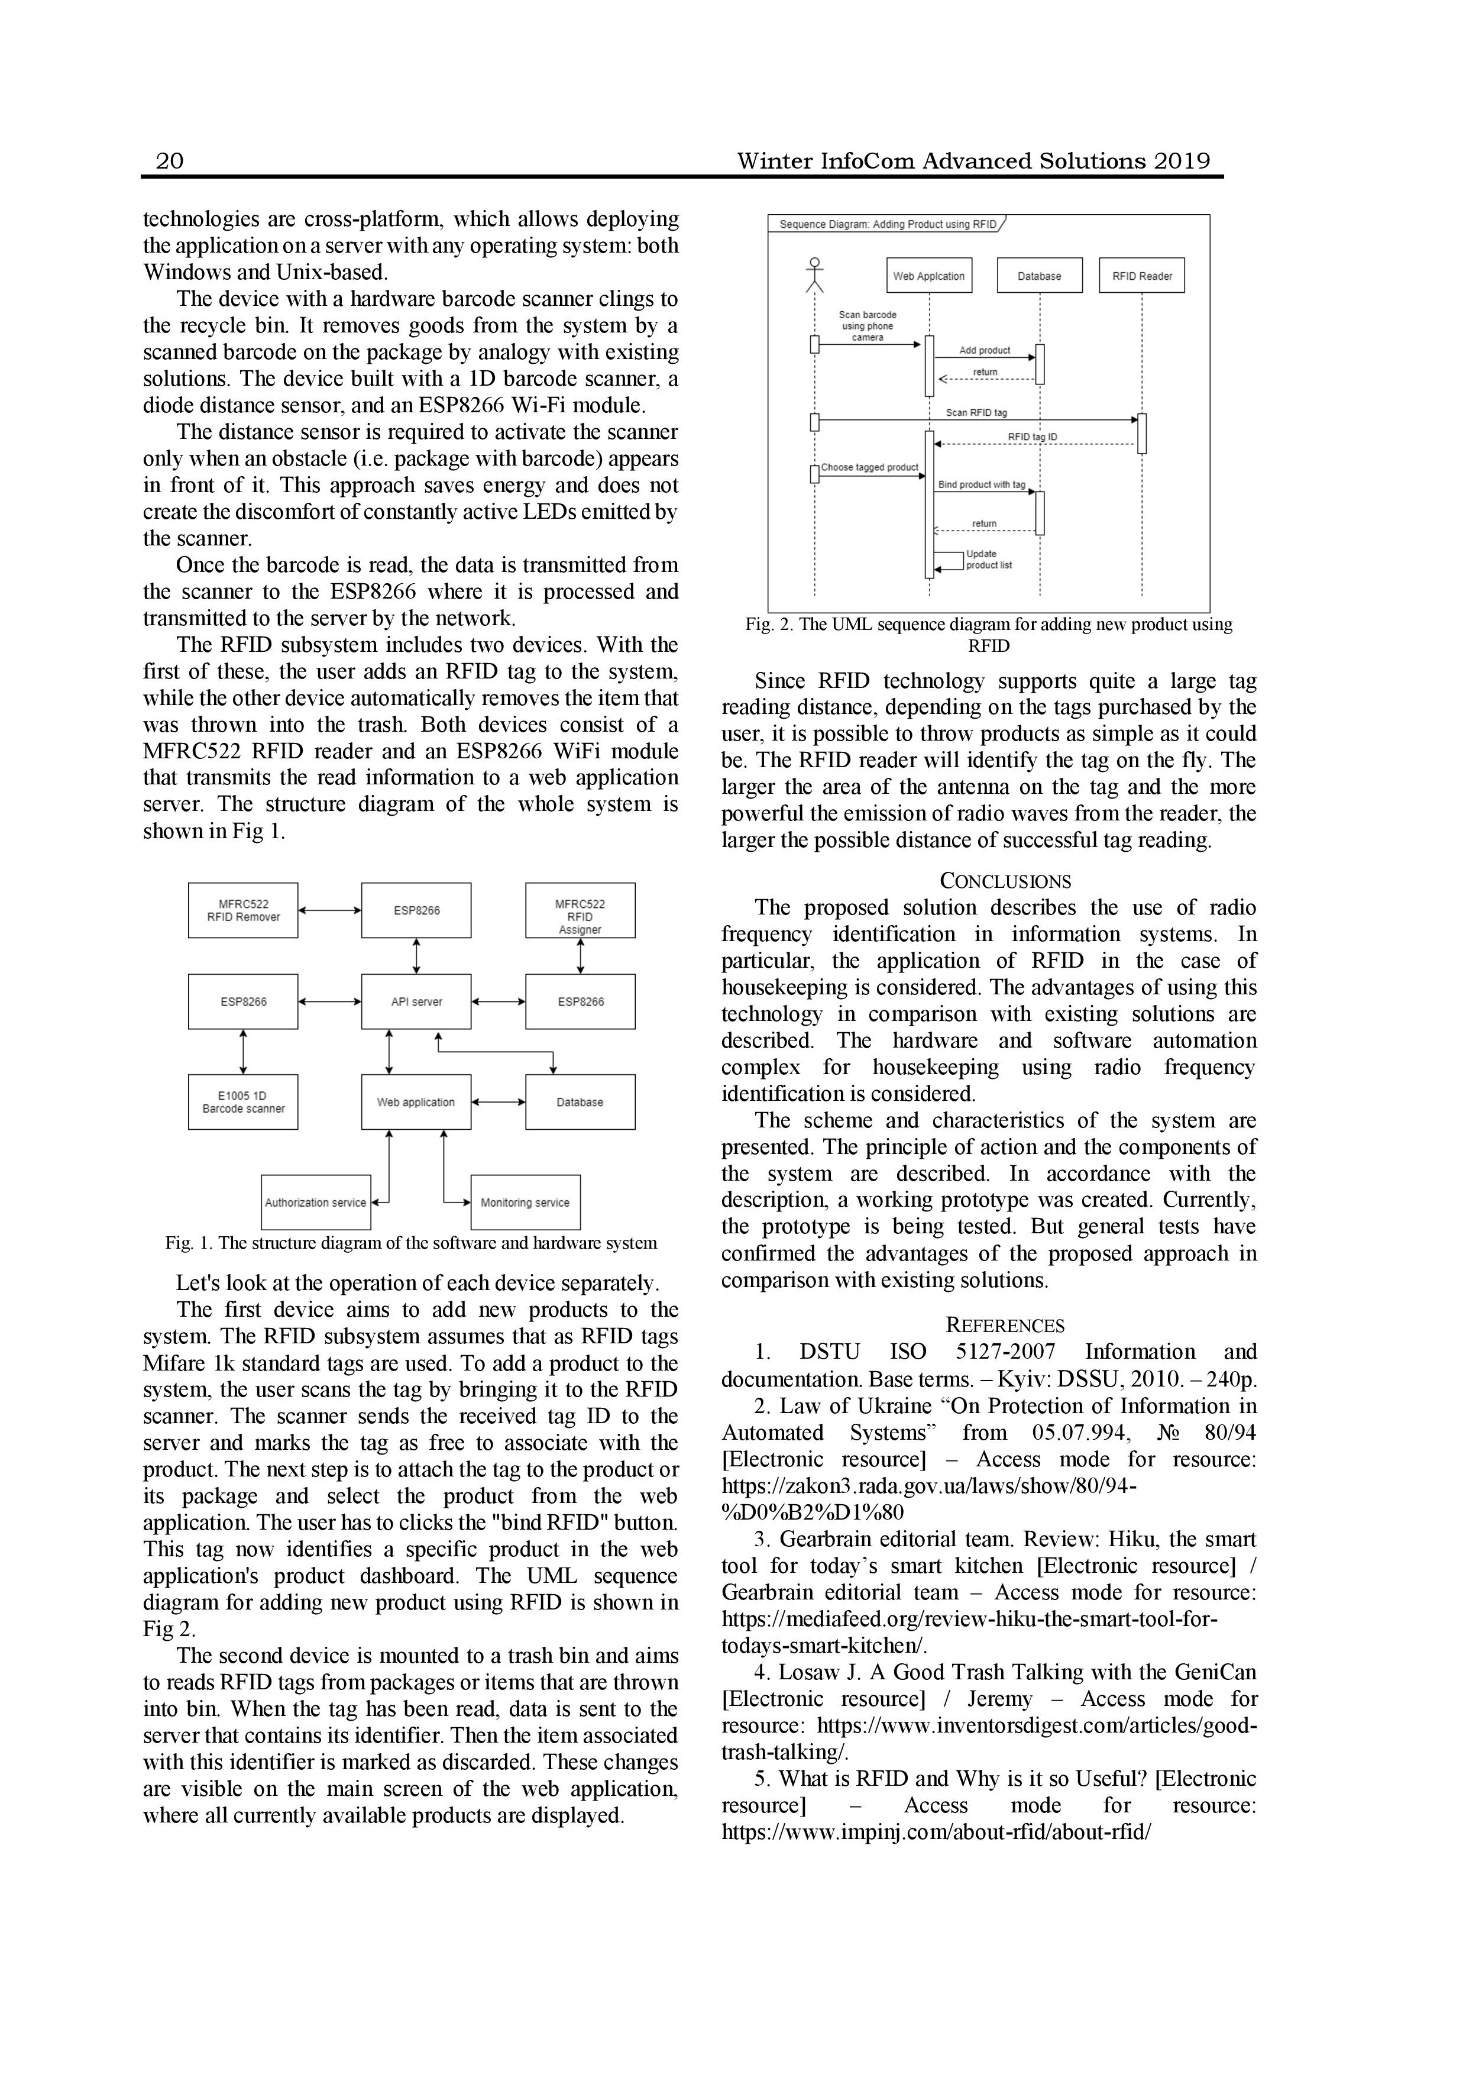 20
Winter InfoCom Advanced Solutions 2019
technologies are cross-platform, which allows deploying
the application on a server with any operating system: both
Windows and Unix-based.
The device with a hardware barcode scanner clings to
the recycle bin. It removes goods from the system by a
scanned barcode on the package by analogy with existing
solutions. The device built with a 1D barcode scanner, a
diode distance sensor, and an ESP8266 Wi-Fi module.
The distance sensor is required to activate the scanner
only when an obstacle (i.e. package with barcode) appears
in front of it. This approach saves energy and does not
create the discomfort of constantly active LEDs emitted by
the scanner.
Once the barcode is read, the data is transmitted from
the scanner to the ESP8266 where it is processed and
transmitted to the server by the network.
The RFID subsystem includes two devices. With the
first of these, the user adds an RFID tag to the system,
while the other device automatically removes the item that
was thrown into the trash. Both devices consist of a
MFRC522 RFID reader and an ESP8266 WiFi module
that transmits the read information to a web application
server. The structure diagram of the whole system is
shown in Fig 1.
MFRC522
RFID Remover
ESP8266
MFRC522
RFID
Assigner
ESP8266
API server
ESP8266
E1005 1D
Barcode scanner
Web application
Database
Authorization service
Monitoring service
Fig. 1. The structure diagram of the software and hardware system
Let's look at the operation of each device separately.
The first device aims to add new products to the
system. The RFID subsystem assumes that as RFID tags
Mifare 1k standard tags are used. To add a product to the
system, the user scans the tag by bringing it to the RFID
scanner. The scanner sends the received tag ID to the
server and marks the tag as free to associate with the
product. The next step is to attach the tag to the product or
its package and select the product from the web
application. The user has to clicks the "bind RFID" button.
This tag now identifies a specific product in the web
application's product dashboard. The UML sequence
diagram for adding new product using RFID is shown in
Fig 2.
The second device is mounted to a trash bin and aims
to reads RFID tags from packages or items that are thrown
into bin. When the tag has been read, data is sent to the
server that contains its identifier. Then the item associated
with this identifier is marked as discarded. These changes
are visible on the main screen of the web application,
where all currently available products are displayed.
Sequence Diagram: Adding Product using RFID
Web Applcation
Database
RFID Reader
Scan barcode
using phone
camera
Add product
return
Scan RFID tag
RFID tag ID
Choose tagged product
Bind product with tag
return
Update
product list
Fig. 2. The UML sequence diagram for adding new product using
RFID
Since RFID technology supports quite a large tag
reading distance, depending on the tags purchased by the
user, it is possible to throw products as simple as it could
be. The RFID reader will identify the tag on the fly. The
larger the area of the antenna on the tag and the more
powerful the emission of radio waves from the reader, the
larger the possible distance of successful tag reading.
CONCLUSIONS
The proposed solution describes the use of radio
frequency identification in information systems. In
particular, the application of RFID in the case of
housekeeping is considered. The advantages of using this
technology in comparison with existing solutions are
described. The hardware and software automation
complex for housekeeping using radio frequency
identification is considered.
The scheme and characteristics of the system are
presented. The principle of action and the components of
the system are described. In accordance with the
description, a working prototype was created. Currently,
the prototype is being tested. But general tests have
confirmed the advantages of the proposed approach in
comparison with existing solutions.
REFERENCES
1. DSTU ISO 5127-2007 Information and
documentation. Base terms. – Kyiv: DSSU, 2010. – 240p.
2. Law of Ukraine “On Protection of Information in
Automated Systems” from 05.07.994, № 80/94
[Electronic resource] – Access mode for resource:
https://zakon3.rada.gov.ua/laws/show/80/94-
%D0%B2%D1%80
3. Gearbrain editorial team. Review: Hiku, the smart
tool for today’s smart kitchen [Electronic resource] /
Gearbrain editorial team – Access mode for resource:
https://mediafeed.org/review-hiku-the-smart-tool-for-
todays-smart-kitchen/.
4. Losaw J. A Good Trash Talking with the GeniCan
[Electronic resource] / Jeremy – Access mode for
resource: https://www.inventorsdigest.com/articles/good-
trash-talking/.
5. What is RFID and Why is it so Useful? [Electronic
resource] – Access mode for resource:
https://www.impinj.com/about-rfid/about-rfid/